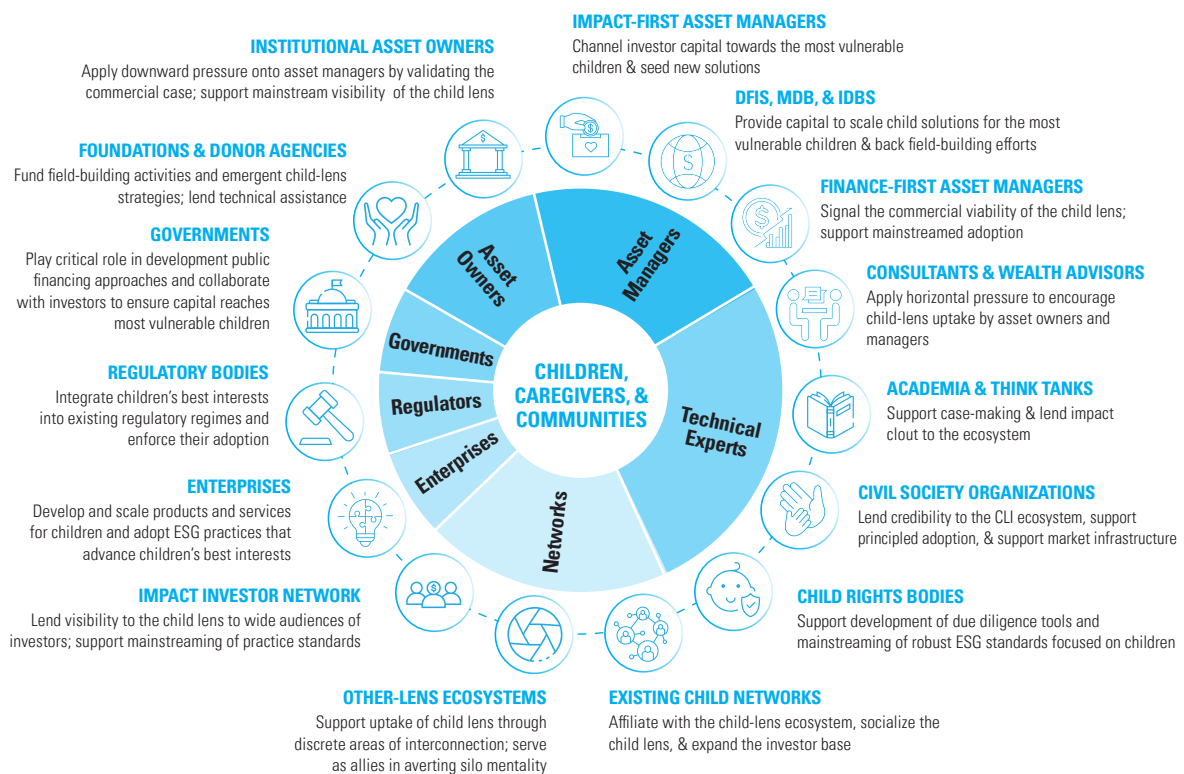 IMPACT-FIRST ASSET MANAGERS
Channel investor capital towards the most vulnerable
children & seed new solutions
INSTITUTIONAL ASSET OWNERS
Apply downward pressure onto asset managers by validating the
commercial case; support mainstream visibility of the child lens
DFIS, MDB, & IDBS
Provide capital to scale child solutions for the most
vulnerable children & back field-building efforts
FOUNDATIONS & DONOR AGENCIES
Fund field-building activities and emergent child-lens
strategies; lend technical assistance
FINANCE-FIRST ASSET MANAGERS
Signal the commercial viability of the child lens;
support mainstreamed adoption
GOVERNMENTS
Play critical role in development public
financing approaches and collaborate
with investors to ensure capital reaches
most vulnerable children
CONSULTANTS & WEALTH ADVISORS
Apply horizontal pressure to encourage
child-lens uptake by asset owners and
managers
REGULATORY BODIES
Integrate children's best interests
into existing regulatory regimes and
enforce their adoption
ACADEMIA & THINK TANKS
Support case-making & lend impact
clout to the ecosystem
ENTERPRISES
Develop and scale products and services
for children and adopt ESG practices that
advance children's best interests
CIVIL SOCIETY ORGANIZATIONS
Lend credibility to the CLI ecosystem, support
principled adoption, & support market infrastructure
IMPACT INVESTOR NETWORK
Lend visibility to the child lens to wide audiences of
investors; support mainstreaming of practice standards
CHILD RIGHTS BODIES
Support development of due diligence tools and
mainstreaming of robust ESG standards focused on children
OTHER-LENS ECOSYSTEMS
Support uptake of child lens through
discrete areas of interconnection; serve
as allies in averting silo mentality
EXISTING CHILD NETWORKS
Affiliate with the child-lens ecosystem, socialize the
child lens, & expand the investor base
Asset
Owners
Asset
Managers
Governments
Regulators
Enterprises
Networks
Technical
Experts
CHILDREN,
CAREGIVERS, &
COMMUNITIES
$
$
$
$
$